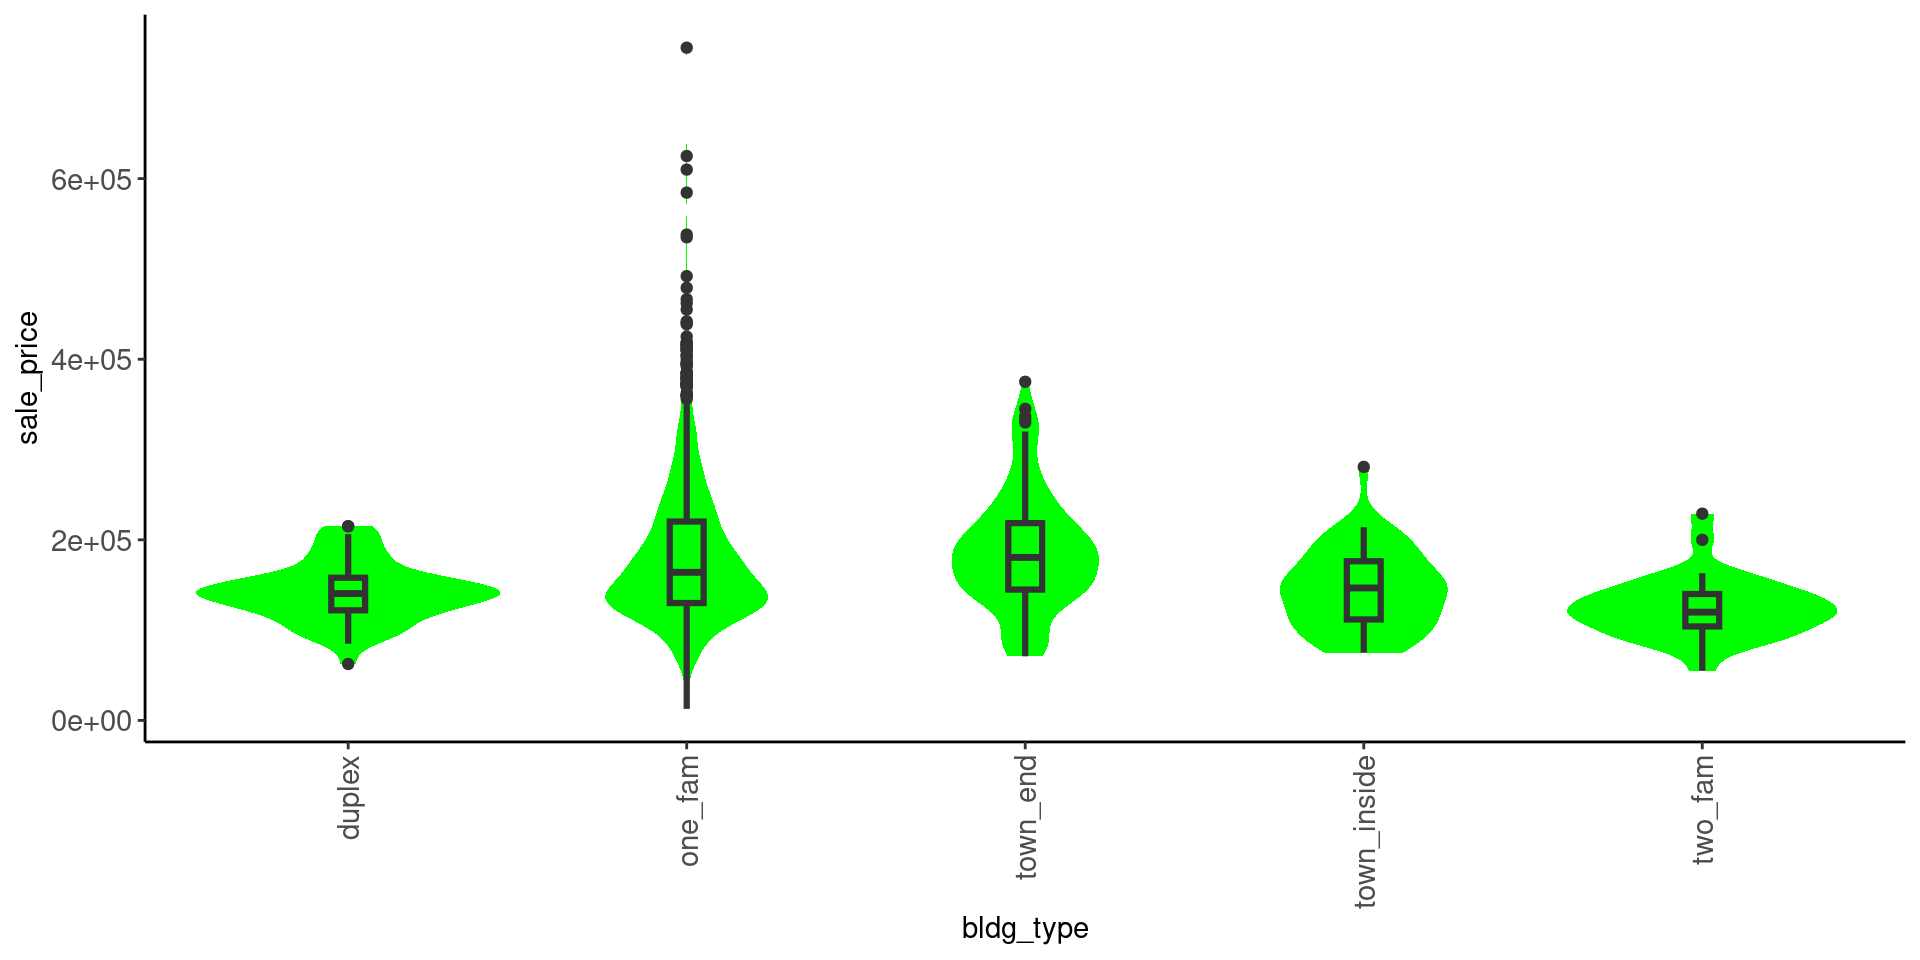 sale_price
6e+05
4e+05
2e+05
0e+00
duplex
one_fam
town_end
town_inside
two_fam
bldg_type